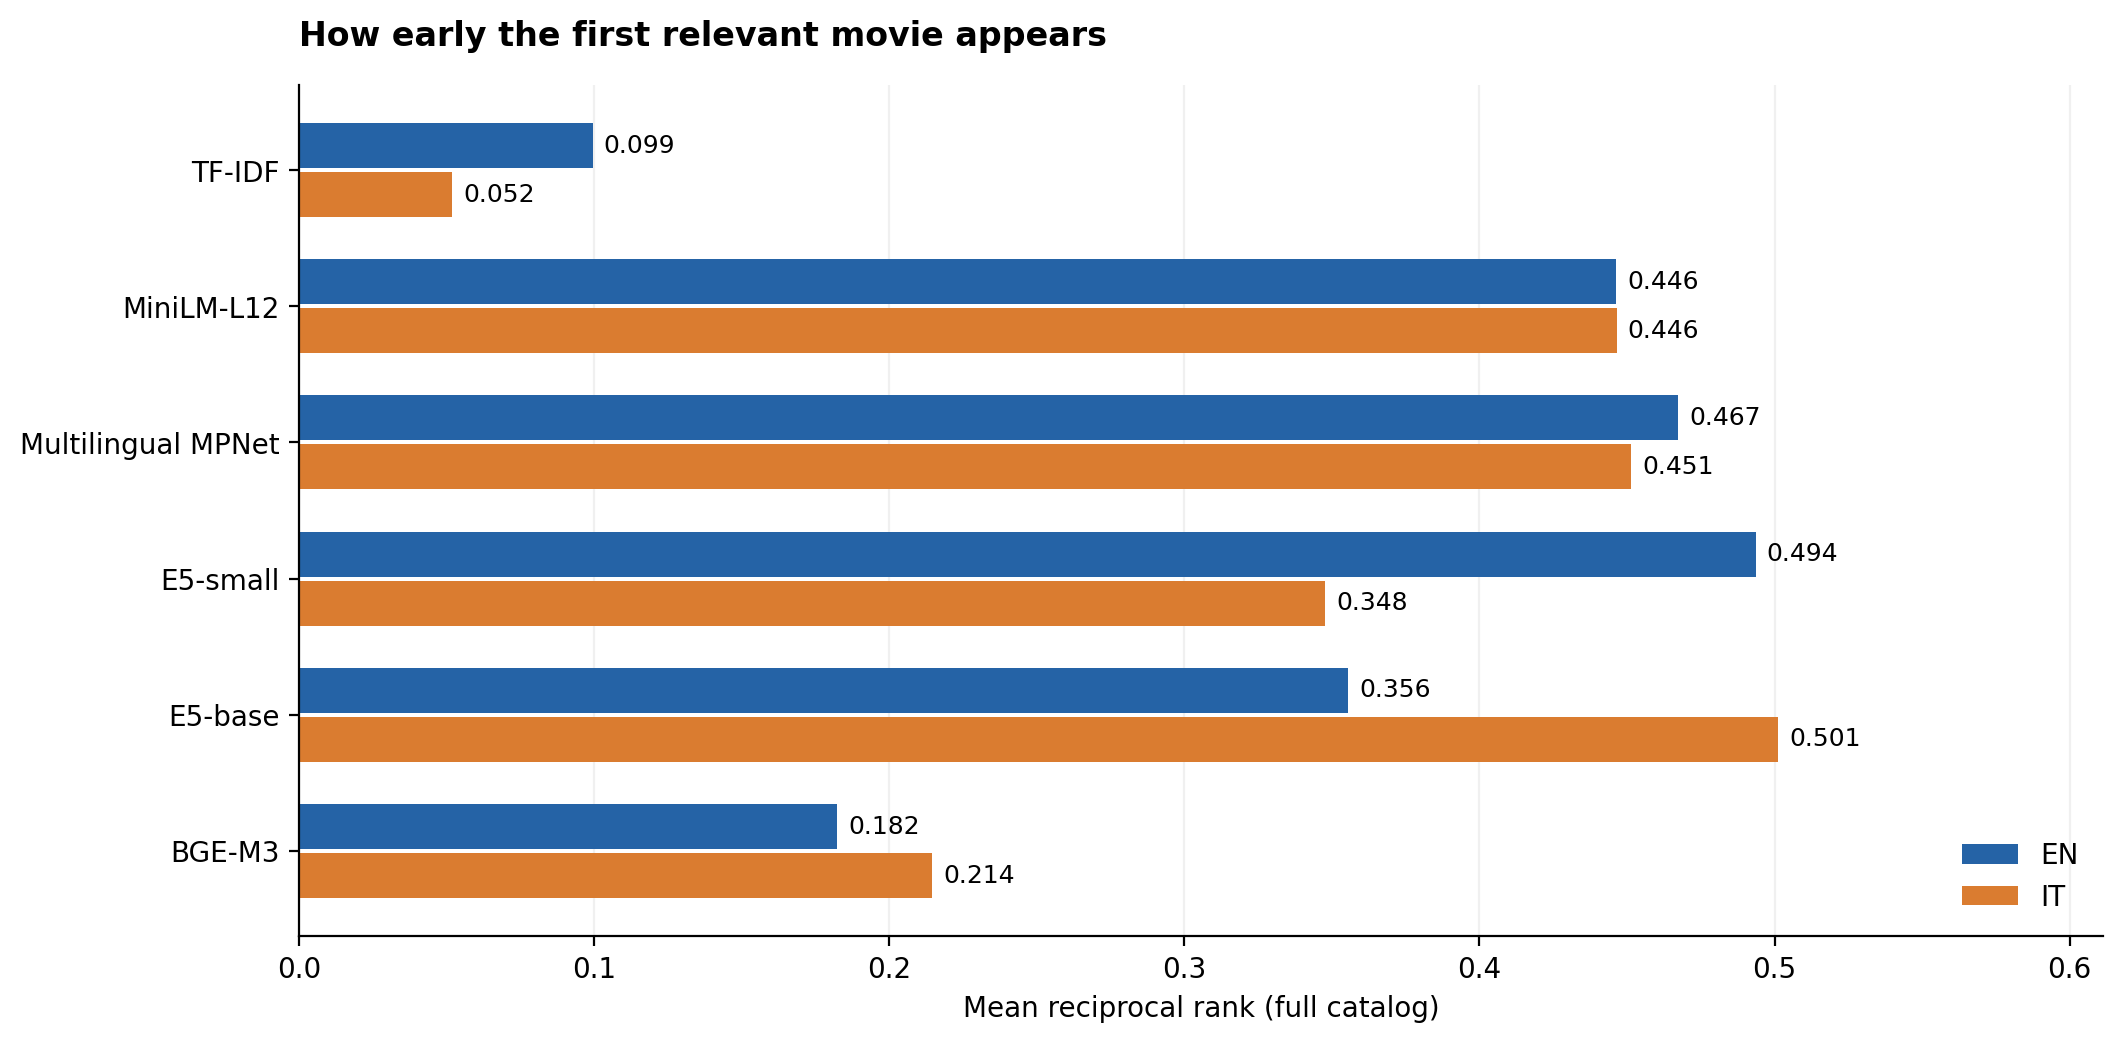 How early the first relevant movie appears
TF-IDF
0.099
0.052
MiniLM-L12
0.446
0.446
Multilingual MPNet
0.467
0.451
E5-small
0.494
0.348
E5-base
0.356
0.501
BGE-M3
0.182
0.214
EN
IT
0.0 0.1 0.2 0.3 0.4 0.5 0.6
Mean reciprocal rank (full catalog)